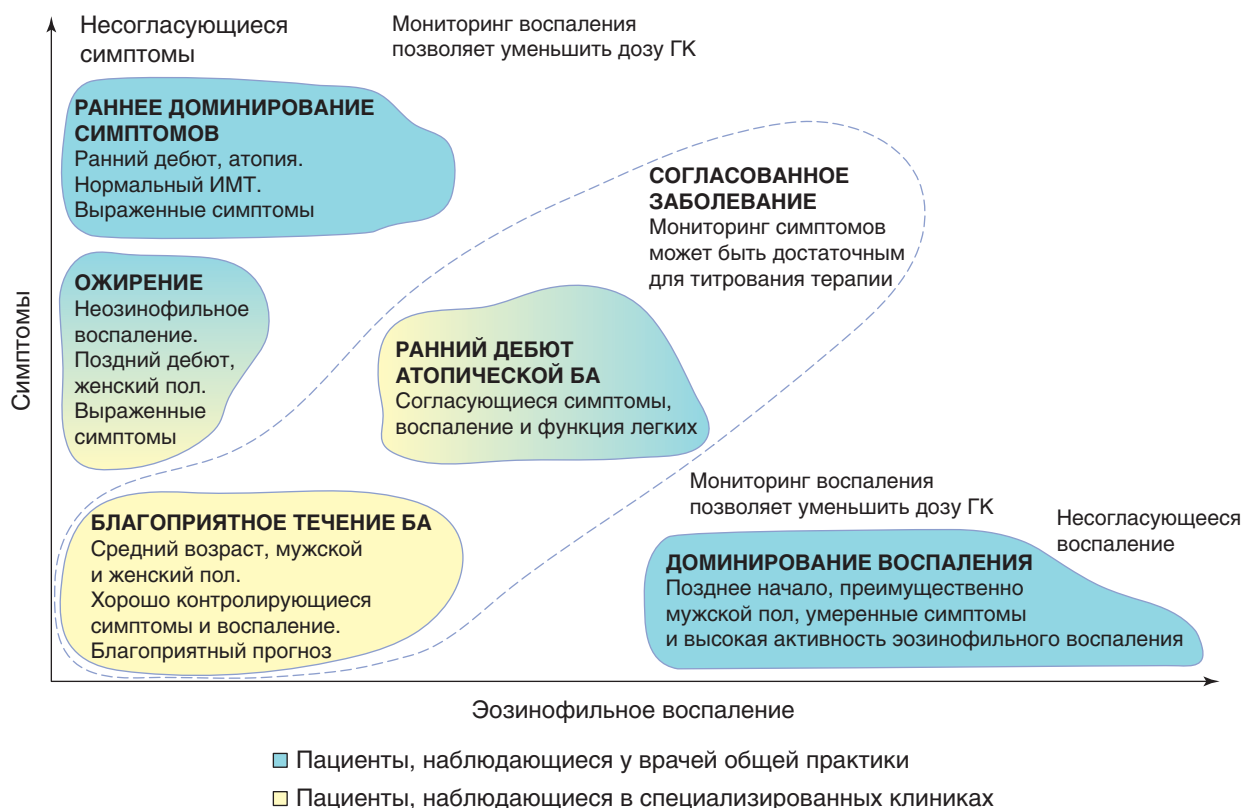 Несогласующиеся
симптомы
Мониторинг воспаления
позволяет уменьшить дозу ГК
РАННЕЕ ДОМИНИРОВАНИЕ
СИМПТОМОВ
Ранний дебют, атопия.
Нормальный ИМТ.
Выраженные симптомы
СОГЛАСОВАННОЕ
ЗАБОЛЕВАНИЕ
Мониторинг симптомов
может быть достаточным
для титрования терапии
ОЖИРЕНИЕ
Неозинофильное
воспаление.
Поздний дебют,
женский пол.
Выраженные
симптомы
РАННИЙ ДЕБЮТ
АТОПИЧЕСКОЙ БА
Согласующиеся симптомы,
воспаление и функция легких
Симптомы
БЛАГОПРИЯТНОЕ ТЕЧЕНИЕ БА
Средний возраст, мужской
и женский пол.
Хорошо контролирующиеся
симптомы и воспаление.
Благоприятный прогноз
Мониторинг воспаления
позволяет уменьшить дозу ГК
Несогласующееся
воспаление
ДОМИНИРОВАНИЕ ВОСПАЛЕНИЯ
Позднее начало, преимущественно
мужской пол, умеренные симптомы
и высокая активность эозинофильного воспаления
Эозинофильное воспаление
Пациенты, наблюдающиеся у врачей общей практики
Пациенты, наблюдающиеся в специализированных клиниках